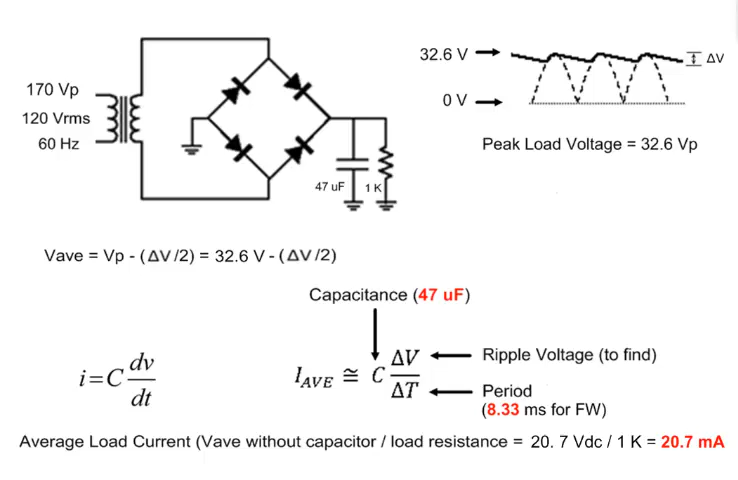 32.6 V
ΔV
0 V
170 Vp
120 Vrms
60 Hz
Peak Load Voltage = 32.6 Vp
47 uF
1 K
Vave = Vp - (ΔV/2) = 32.6 V - (ΔV/2)
Capacitance (47 uF)
i=C dv/dt
I_AVE ≅ C ΔV/ΔT
Ripple Voltage (to find)
Period
(8.33 ms for FW)
Average Load Current (Vave without capacitor / load resistance = 20. 7 Vdc / 1 K = 20.7 mA